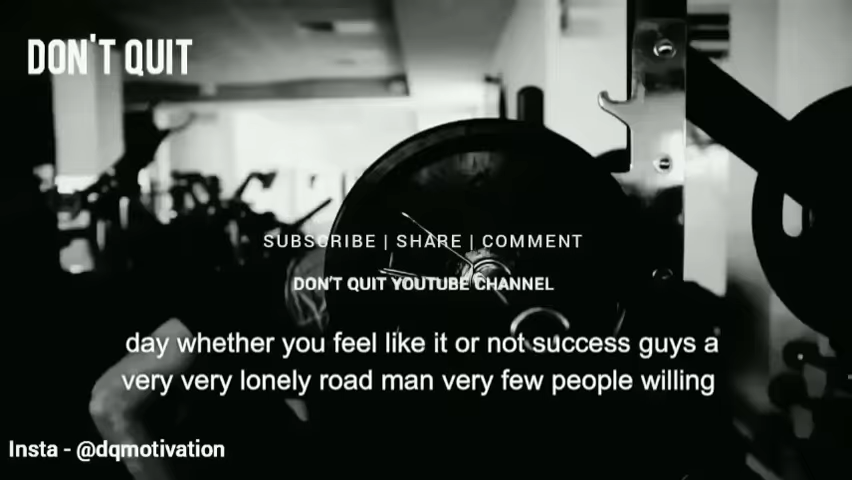 DON'T QUIT
SUBSCRIBE | SHARE | COMMENT
DON'T QUIT YOUTUBE CHANNEL
day whether you feel like it or not success guys a
very very lonely road man very few people willing
Insta - @dqmotivation